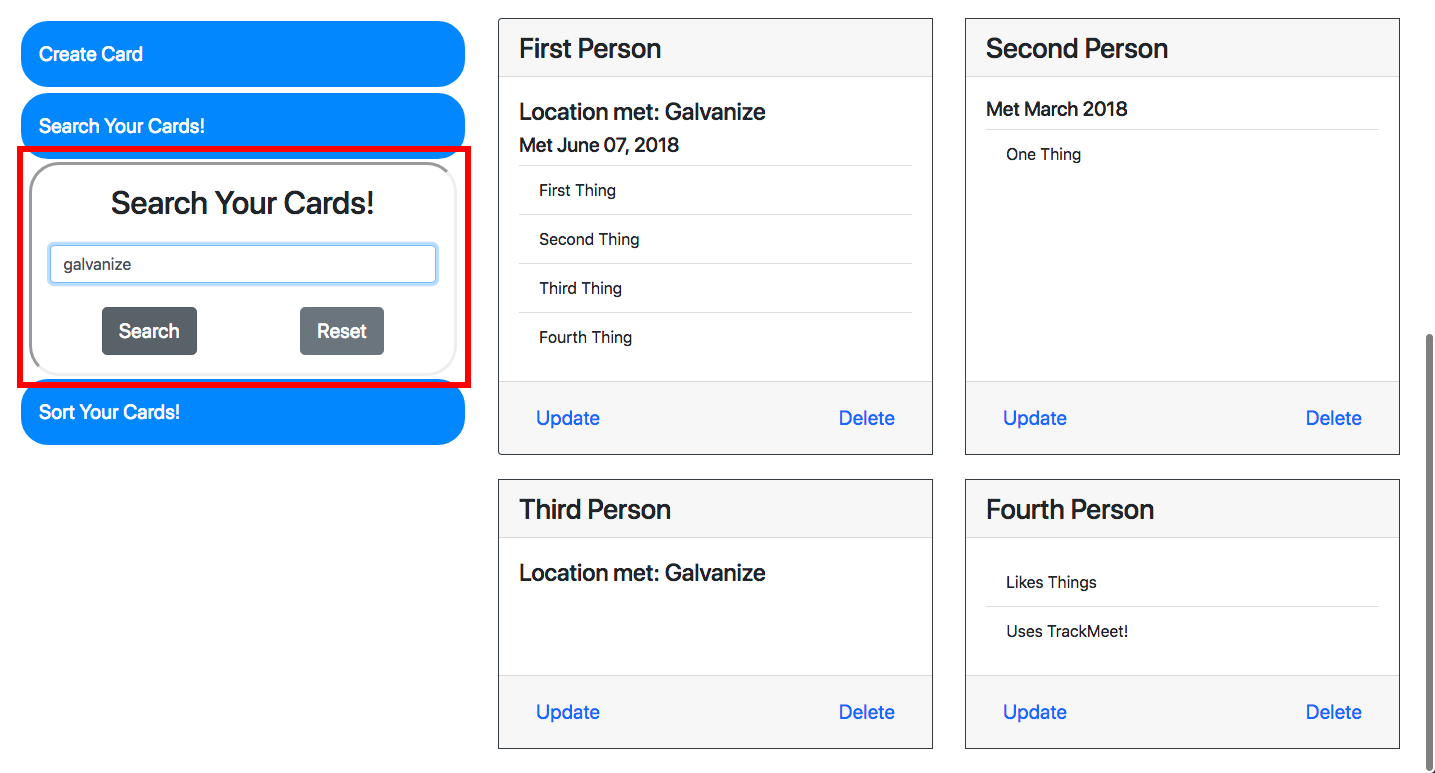 Create Card
Search Your Cards!
Search Your Cards!
galvanize
Search
Reset
Sort Your Cards!
First Person
Location met: Galvanize
Met June 07, 2018
First Thing
Second Thing
Third Thing
Fourth Thing
Update
Delete
Second Person
Met March 2018
One Thing
Update
Delete
Third Person
Location met: Galvanize
Update
Delete
Fourth Person
Likes Things
Uses TrackMeet!
Update
Delete